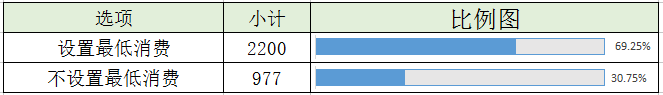 选项 小计 比例图
设置最低消费 2200 69.25%
不设置最低消费 977 30.75%